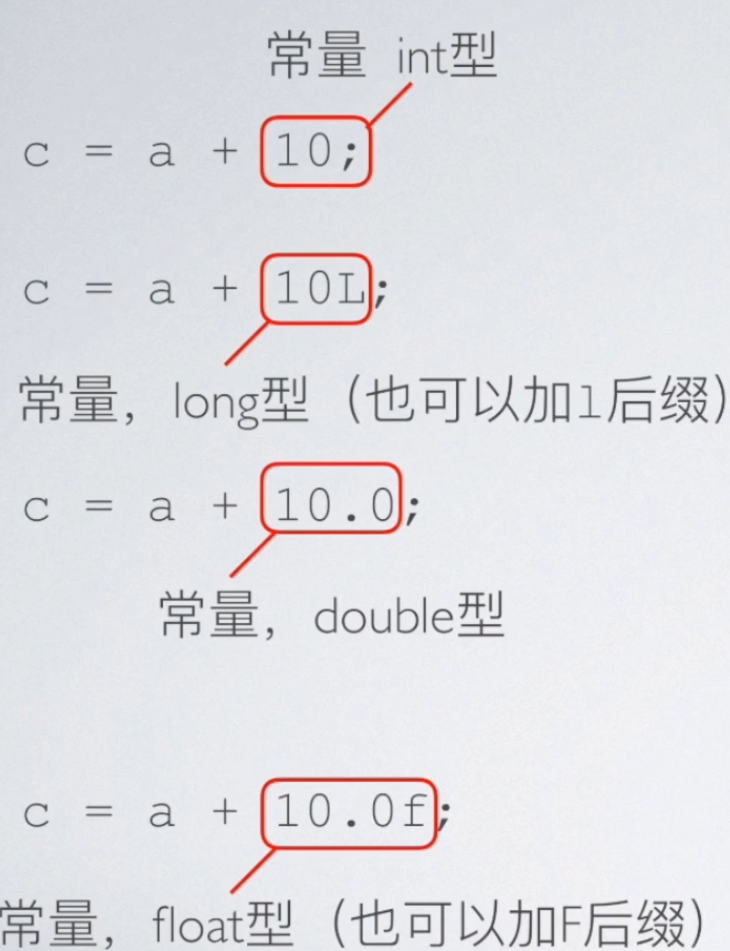 常量 int型
c = a + 10;
c = a + 10L;
常量，long型（也可以加l后缀）
c = a + 10.0;
常量，double型
c = a + 10.0f;
常量，float型（也可以加F后缀）